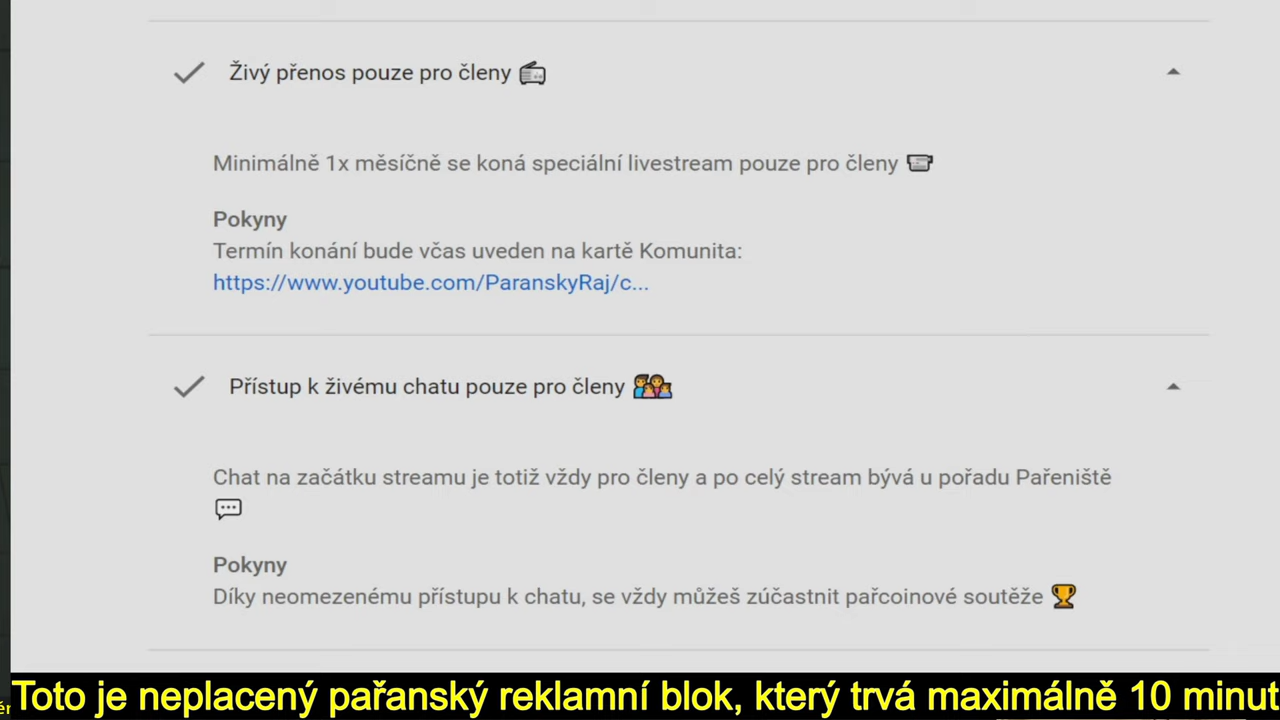 Živý přenos pouze pro členy
Minimálně 1x měsíčně se koná speciální livestream pouze pro členy
Pokyny
Termín konání bude včas uveden na kartě Komunita:
https://www.youtube.com/ParanskyRaj/c...
Přístup k živému chatu pouze pro členy
Chat na začátku streamu je totiž vždy pro členy a po celý stream bývá u pořadu Pařeniště
Pokyny
Díky neomezenému přístupu k chatu, se vždy můžeš zúčastnit pařcoinové soutěže
Toto je neplacený pařanský reklamní blok, který trvá maximálně 10 minut